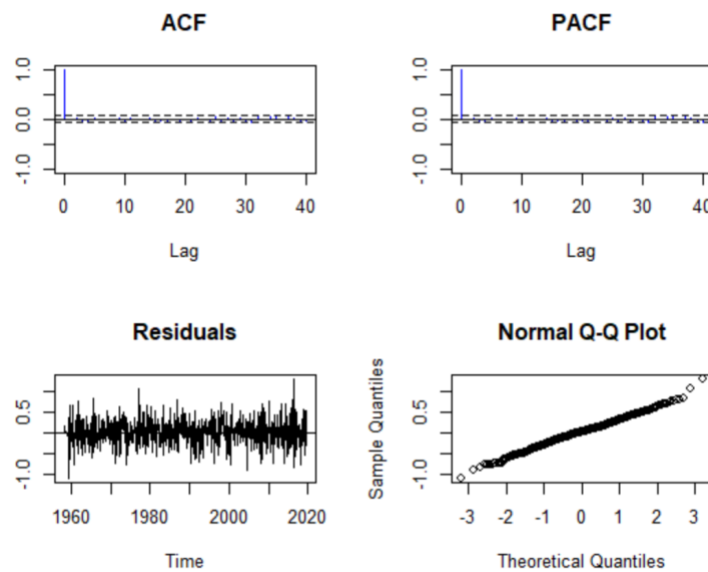 ACF
1.0
0.0
-1.0
0 10 20 30 40
Lag
PACF
1.0
0.0
-1.0
0 10 20 30 40
Lag
Residuals
0.5
-1.0
1960 1980 2000 2020
Time
Normal Q-Q Plot
Sample Quantiles
0.5
-1.0
-3 -2 -1 0 1 2 3
Theoretical Quantiles